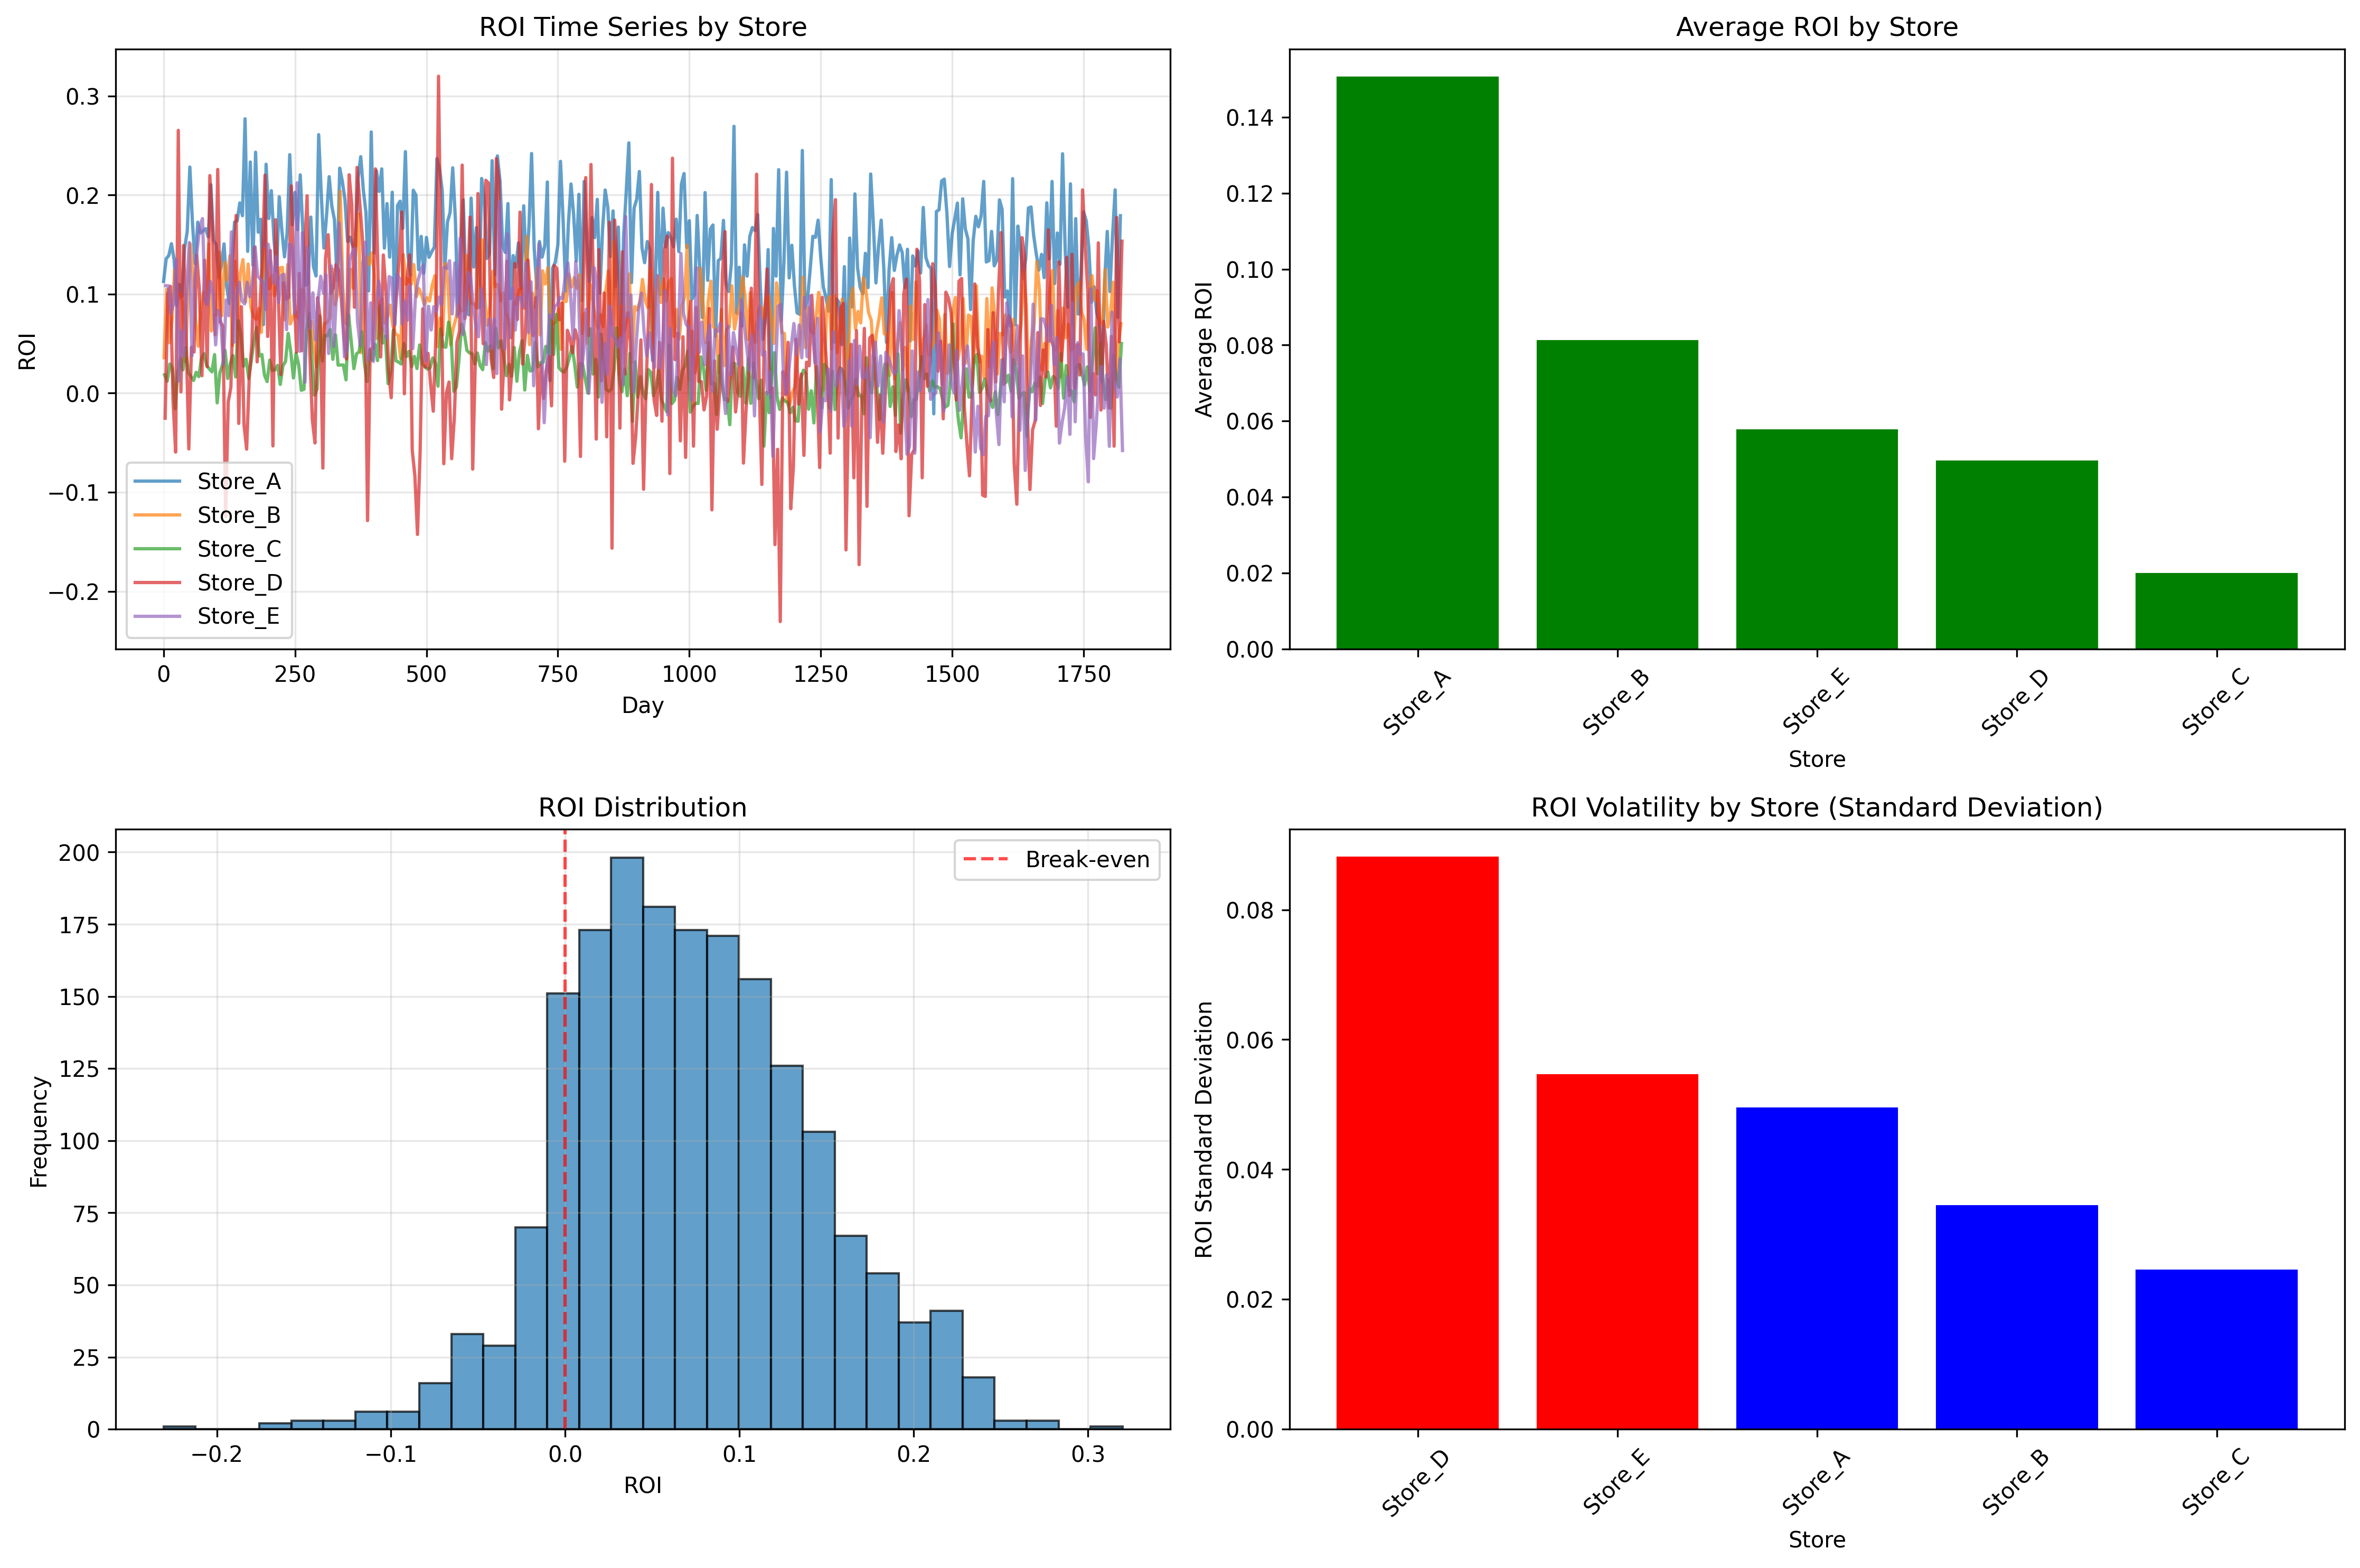 ROI Time Series by Store
ROI
0.3
0.2
0.1
0.0
−0.1
−0.2
Store_A
Store_B
Store_C
Store_D
Store_E
0 250 500 750 1000 1250 1500 1750
Day
Average ROI by Store
Average ROI
0.14
0.12
0.10
0.08
0.06
0.04
0.02
0.00
Store_A Store_B Store_E Store_D Store_C
Store
ROI Distribution
Frequency
200
175
150
125
100
75
50
25
0
Break-even
−0.2 −0.1 0.0 0.1 0.2 0.3
ROI
ROI Volatility by Store (Standard Deviation)
ROI Standard Deviation
0.08
0.06
0.04
0.02
0.00
Store_D Store_E Store_A Store_B Store_C
Store